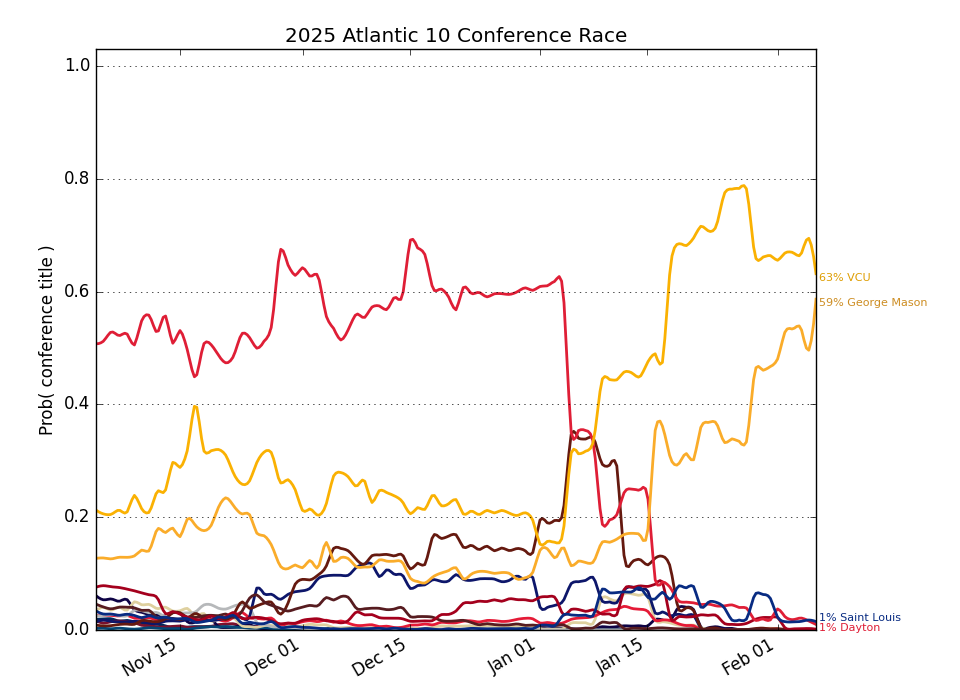 2025 Atlantic 10 Conference Race
Prob( conference title )
1.0
0.8
0.6
0.4
0.2
0.0
63% VCU
59% George Mason
1% Saint Louis
1% Dayton
Nov 15
Dec 01
Dec 15
Jan 01
Jan 15
Feb 01